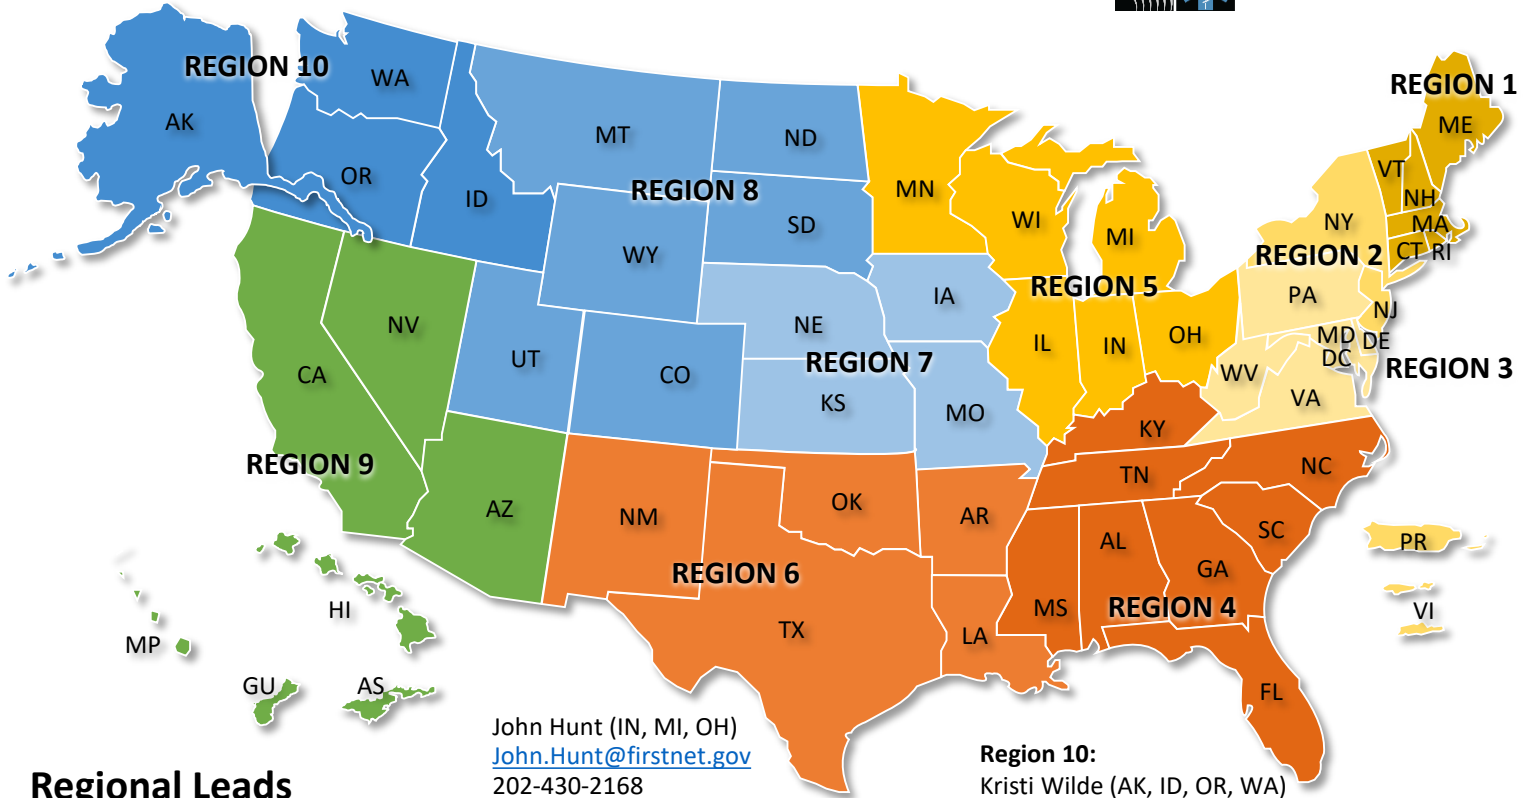 REGION 10
WA
AK
OR
ID
MT
ND
REGION 8
SD
WY
UT
CO
MN
WI
MI
REGION 5
IL
IN
OH
REGION 1
ME
VT
NH
MA
CT RI
NY
REGION 2
PA
NJ
MD DE
DC
REGION 3
WV
VA
IA
NE
REGION 7
KS
MO
NV
CA
REGION 9
AZ
NM
OK
AR
REGION 6
TX
LA
KY
TN
NC
SC
AL
GA
MS
REGION 4
FL
PR
VI
HI
MP
GU
AS
Regional Leads
John Hunt (IN, MI, OH)
John.Hunt@firstnet.gov
202-430-2168
Region 10:
Kristi Wilde (AK, ID, OR, WA)